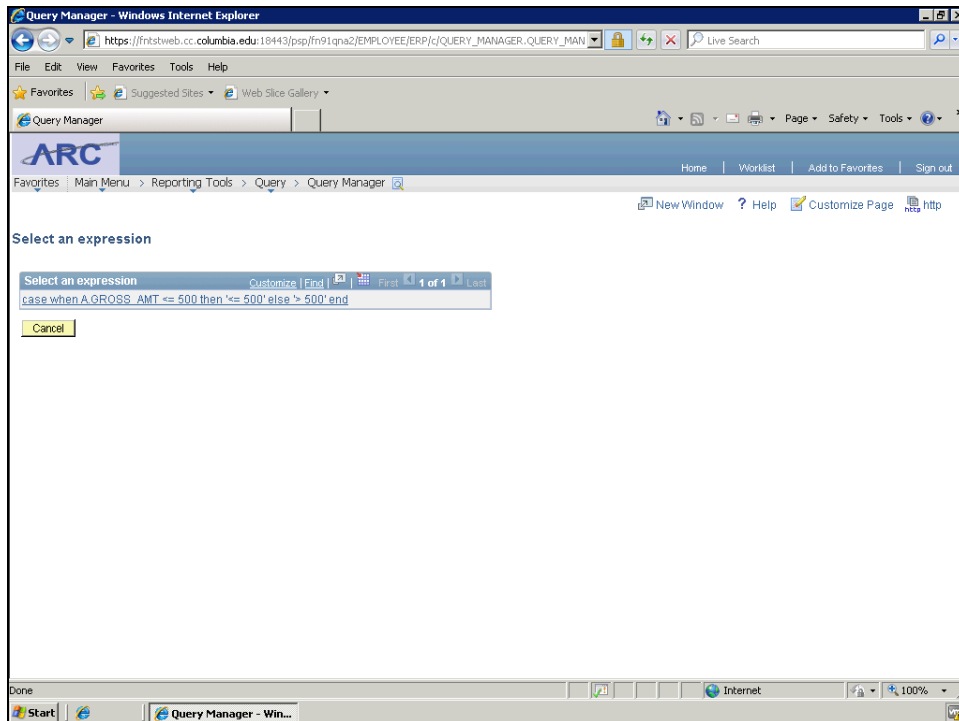 Query Manager - Windows Internet Explorer
https://fntstweb.cc.columbia.edu:18443/psp/fn91qna2/EMPLOYEE/ERP/c/QUERY_MANAGER.QUERY_MAN
Live Search
File Edit View Favorites Tools Help
Favorites Suggested Sites Web Slice Gallery
Query Manager
Page Safety Tools
ARC
Home | Worklist | Add to Favorites | Sign out
Favorites Main Menu > Reporting Tools > Query > Query Manager
New Window ? Help Customize Page http
Select an expression
Select an expression Customize | Find | | First 1 of 1 Last
case when A.GROSS_AMT <= 500 then '<= 500' else '> 500' end
Cancel
Done Internet 100%
Start Query Manager - Win...